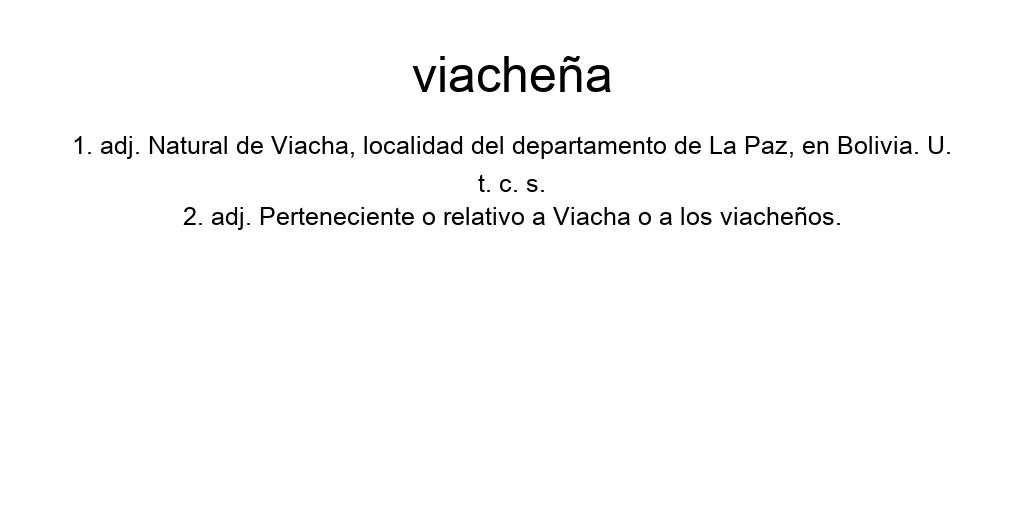 viacheña
1. adj. Natural de Viacha, localidad del departamento de La Paz, en Bolivia. U.
t. c. s.
2. adj. Perteneciente o relativo a Viacha o a los viacheños.